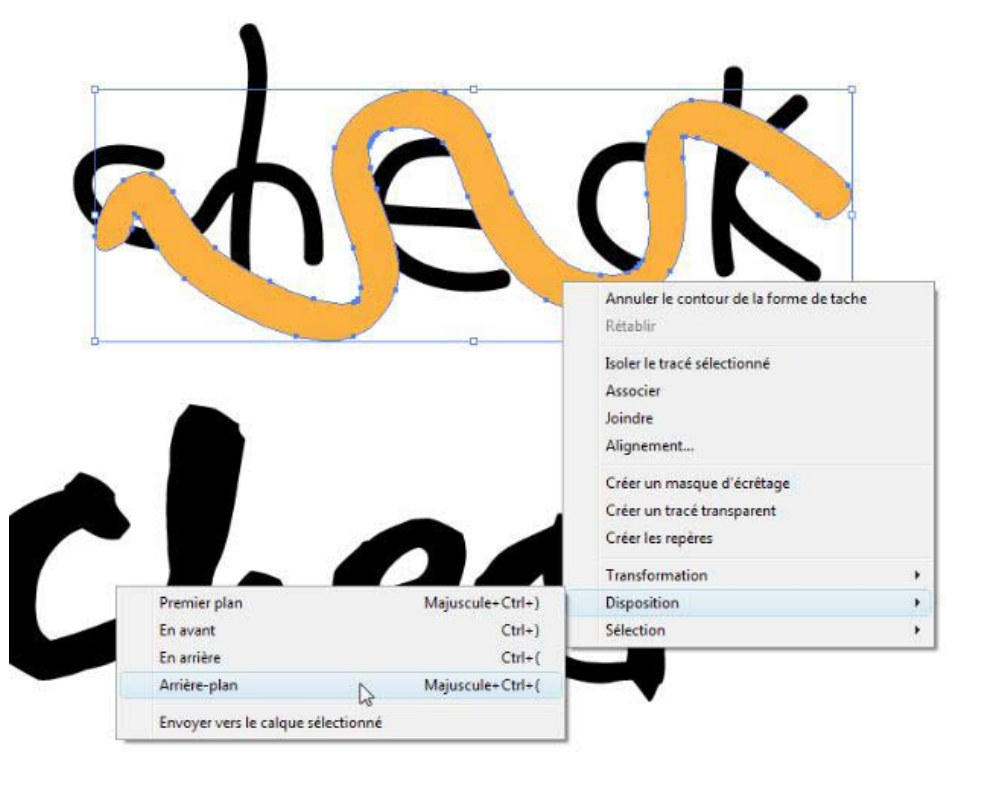 check
Annuler le contour de la forme de tache
Rétablir
Isoler le tracé sélectionné
Associer
Joindre
Alignement...
Créer un masque d'écrêtage
Créer un tracé transparent
Créer les repères
Transformation
Disposition
Sélection
Premier plan Majuscule+Ctrl+)
En avant Ctrl+)
En arrière Ctrl+(
Arrière-plan Majuscule+Ctrl+(
Envoyer vers le calque sélectionné